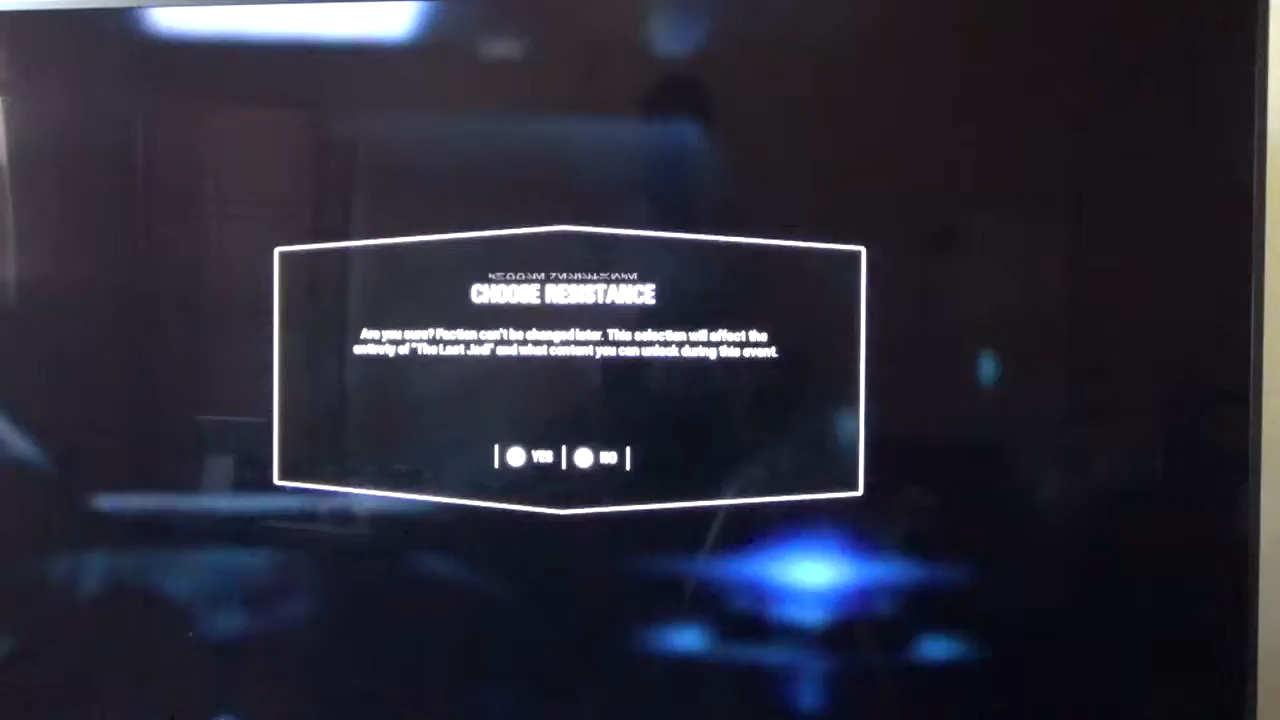 CHOOSE RESISTANCE
Are you sure? Faction can't be changed later. This selection will affect the
entirety of "The Last Jedi" and what content you can unlock during this event.
YES NO